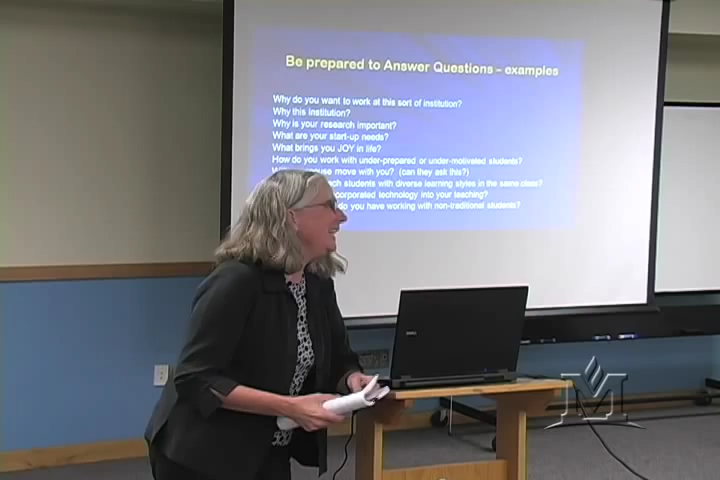 Be prepared to Answer Questions – examples
Why do you want to work at this sort of institution?
Why this institution?
Why is your research important?
What are your start-up needs?
What brings you JOY in life?
How do you work with under-prepared or under-motivated students?
move with you? (can they ask this?)
students with diverse learning styles in the same class?
technology into your teaching?
do you have working with non-traditional students?
DELL
M